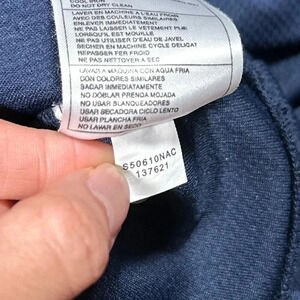 COOL IRON
DO NOT DRY CLEAN
LAVER EN MACHINE A L'EAU FROIDE
AVEC DES COULEURS SIMILAIRES
ENLEVER IMMEDIATEMENT
NE PAS LAISSER LE VETEMENT PLIE
LORSQU'IL EST MOUILLE
NE PAS UTILISER D'EAU DE JAVEL
SECHER EN MACHINE CYCLE DELICAT
REPASSER FROID
NE PAS NETTOYER A SEC
LAVAR A MAQUINA CON AGUA FRIA
CON COLORES SIMILARES
SACAR INMEDIATAMENTE
NO DOBLAR PRENDA MOJADA
NO USAR BLANQUEADORES
USAR SECADORA CICLO LENTO
USAR PLANCHA FRIA
NO LAVAR EN SECO
S50610NAC
137621